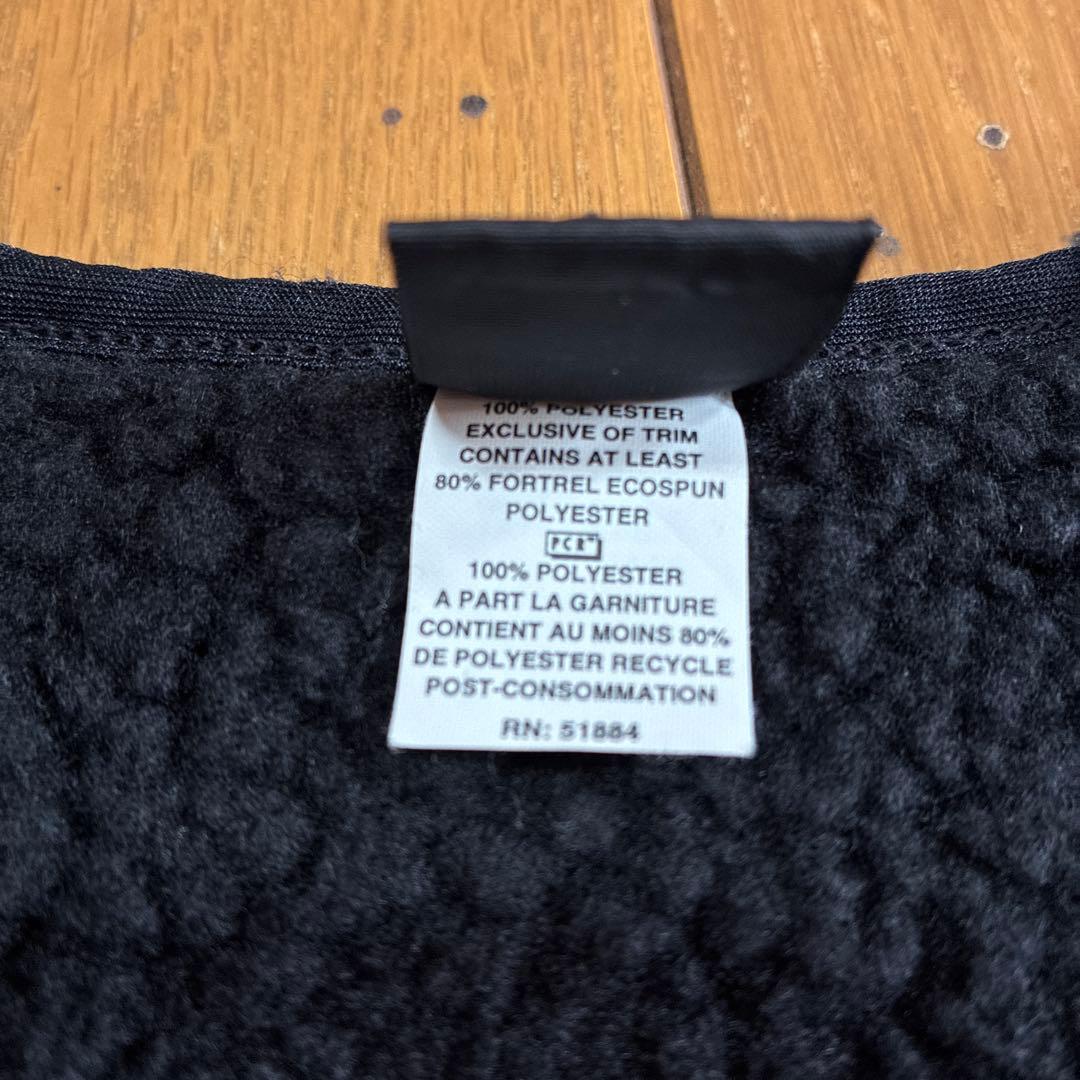 100% POLYESTER
EXCLUSIVE OF TRIM
CONTAINS AT LEAST
80% FORTREL ECOSPUN
POLYESTER
PCR™
100% POLYESTER
A PART LA GARNITURE
CONTIENT AU MOINS 80%
DE POLYESTER RECYCLE
POST-CONSOMMATION
RN: 51884